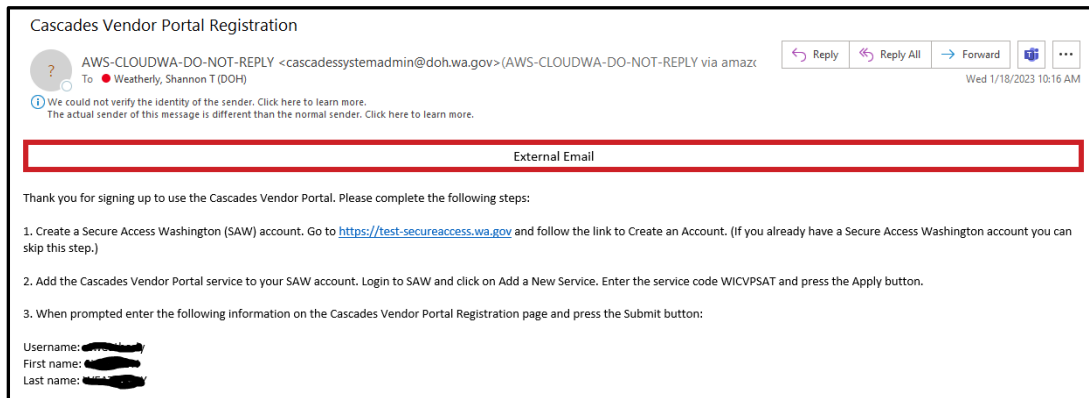 Cascades Vendor Portal Registration
?
AWS-CLOUDWA-DO-NOT-REPLY <cascadessystemadmin@doh.wa.gov>(AWS-CLOUDWA-DO-NOT-REPLY via amazo
To Weatherly, Shannon T (DOH)
Reply
Reply All
Forward
Wed 1/18/2023 10:16 AM
We could not verify the identity of the sender. Click here to learn more.
The actual sender of this message is different than the normal sender. Click here to learn more.
External Email
Thank you for signing up to use the Cascades Vendor Portal. Please complete the following steps:
1. Create a Secure Access Washington (SAW) account. Go to https://test-secureaccess.wa.gov and follow the link to Create an Account. (If you already have a Secure Access Washington account you can
skip this step.)
2. Add the Cascades Vendor Portal service to your SAW account. Login to SAW and click on Add a New Service. Enter the service code WICVPSAT and press the Apply button.
3. When prompted enter the following information on the Cascades Vendor Portal Registration page and press the Submit button:
Username:
First name:
Last name: